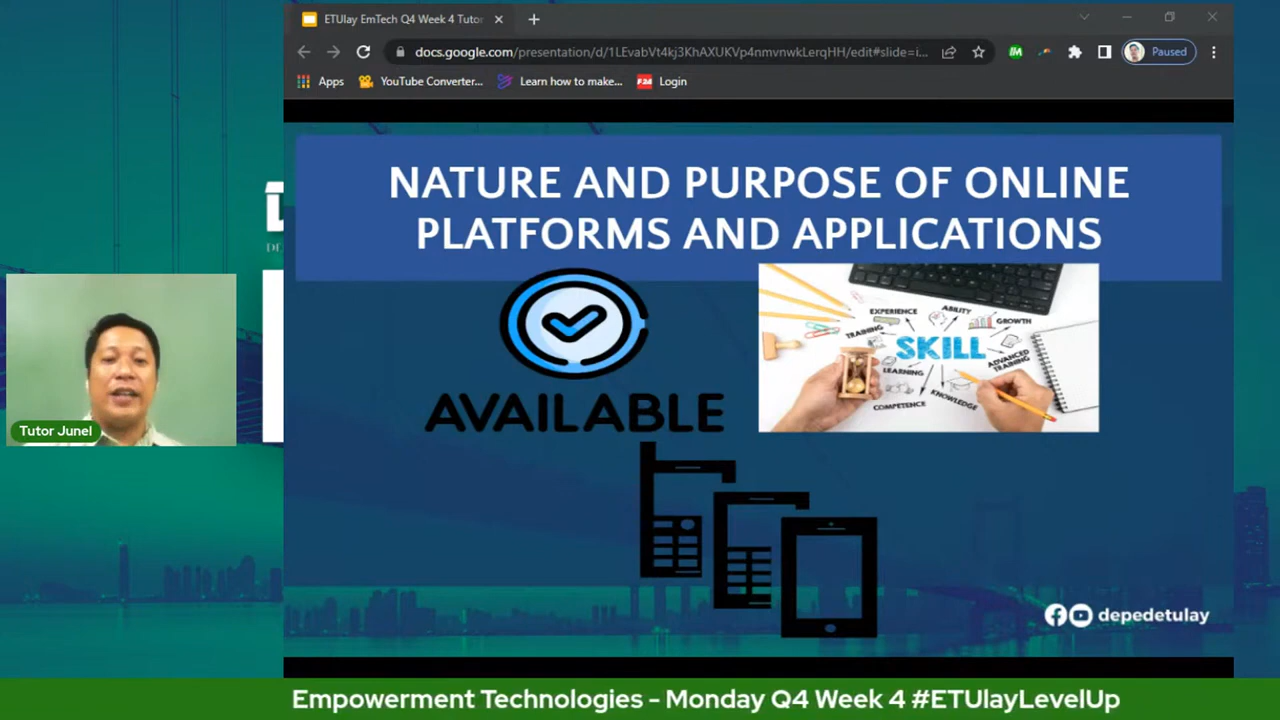 ETUlay EmTech Q4 Week 4 Tutor
docs.google.com/presentation/d/1LEvabVt4kj3KhAXUKVp4nmvnwkLerqHH/edit#slide=i...
Paused
Apps
YouTube Converter...
Learn how to make...
F24
Login
NATURE AND PURPOSE OF ONLINE
PLATFORMS AND APPLICATIONS
AVAILABLE
EXPERIENCE
ABILITY
GROWTH
TRAINING
SKILL
ADVANCED
TRAINING
LEARNING
COMPETENCE
KNOWLEDGE
DE
Tutor Junel
depedetulay
Empowerment Technologies - Monday Q4 Week 4 #ETUlayLevelUp